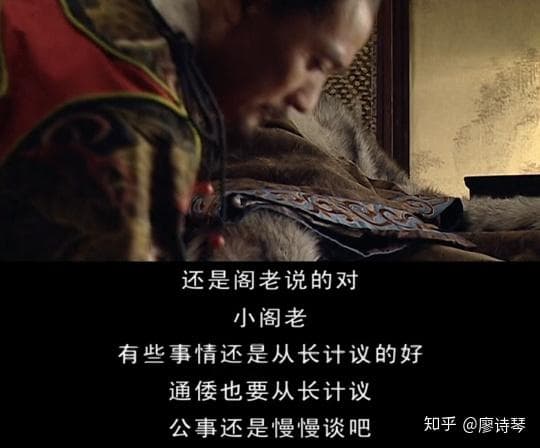 还是阁老说的对
小阁老
有些事情还是从长计议的好
通倭也要从长计议
公事还是慢慢谈吧
知乎 @廖诗琴